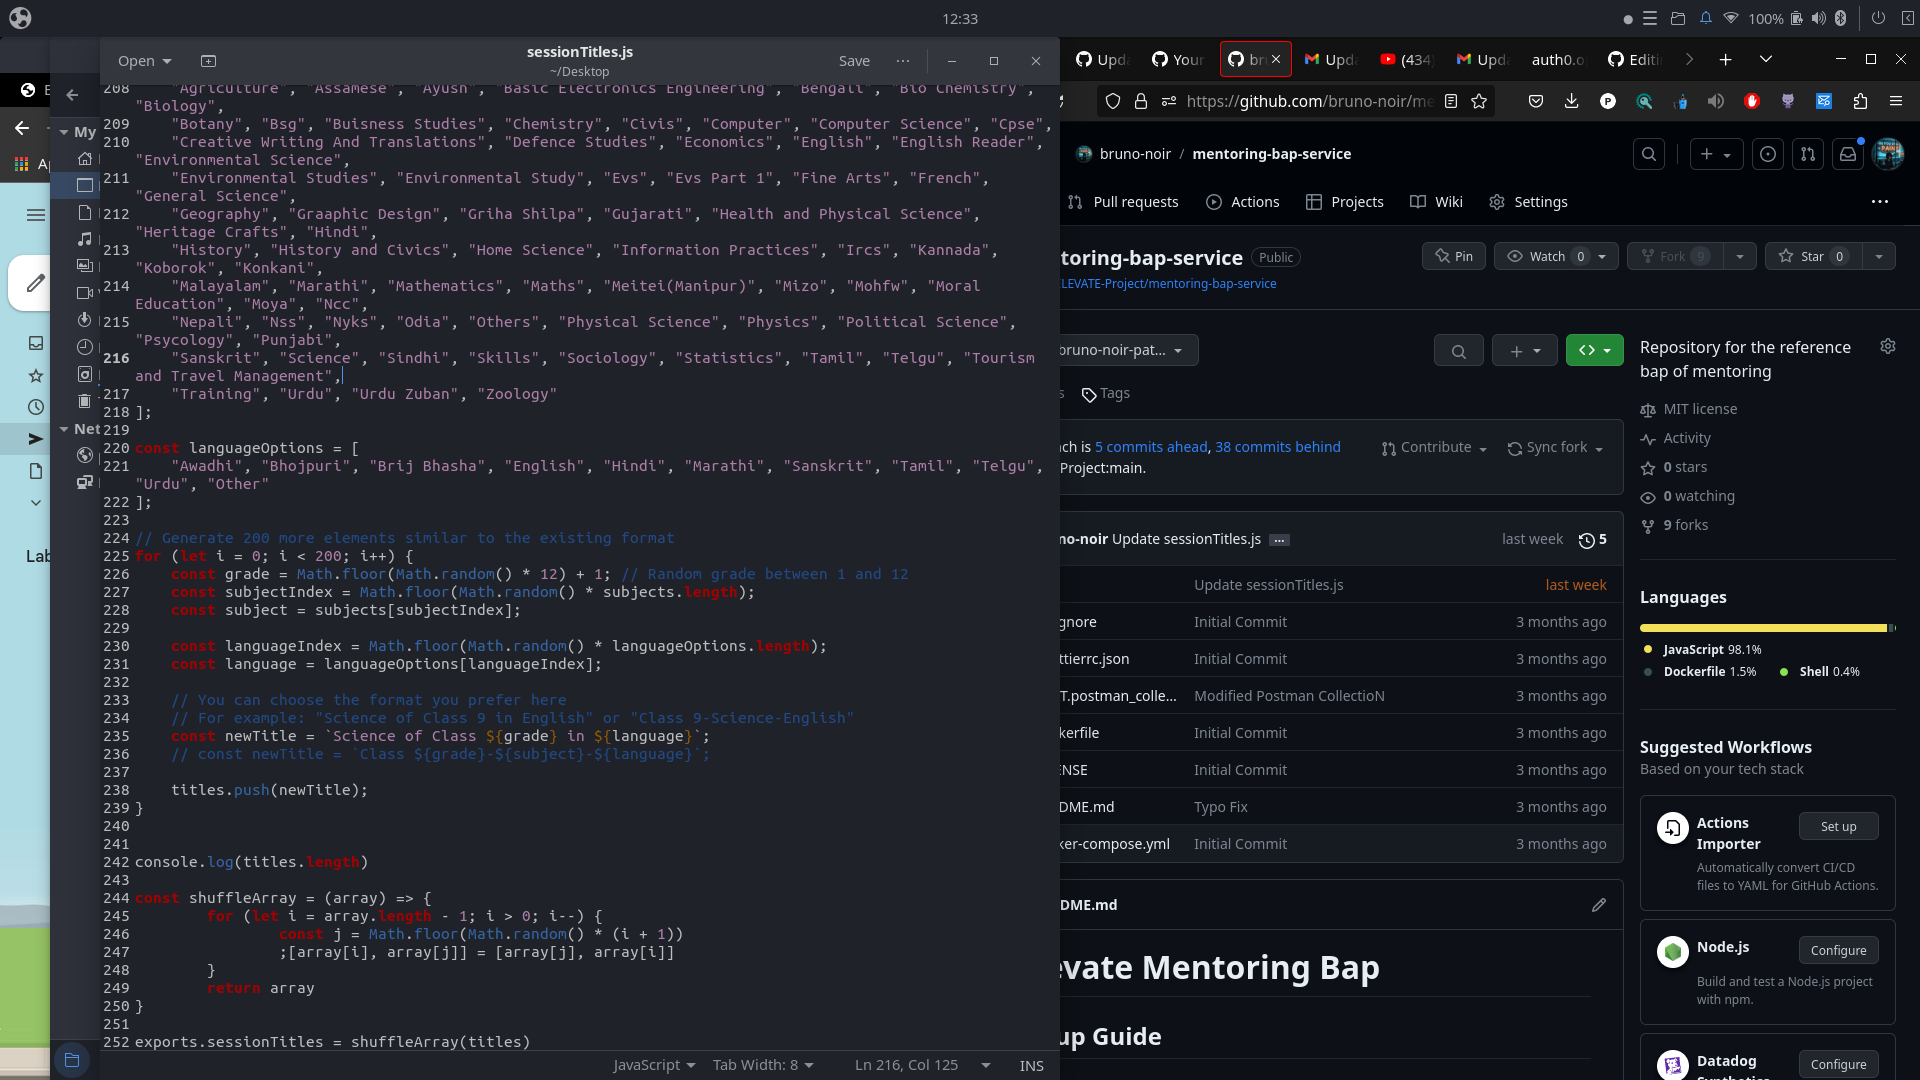 12:33
100%
Open
sessionTitles.js
~/Desktop
Save
208 "Agriculture", "Assamese", "Ayush", "Basic Electronics Engineering", "Bengali", "Bio Chemistry",
"Biology",
209 "Botany", "Bsg", "Buisness Studies", "Chemistry", "Civis", "Computer", "Computer Science", "Cpse",
210 "Creative Writing And Translations", "Defence Studies", "Economics", "English", "English Reader",
"Environmental Science",
211 "Environmental Studies", "Environmental Study", "Evs", "Evs Part 1", "Fine Arts", "French",
"General Science",
212 "Geography", "Graaphic Design", "Griha Shilpa", "Gujarati", "Health and Physical Science",
"Heritage Crafts", "Hindi",
213 "History", "History and Civics", "Home Science", "Information Practices", "Ircs", "Kannada",
"Koborok", "Konkani",
214 "Malayalam", "Marathi", "Mathematics", "Maths", "Meitei(Manipur)", "Mizo", "Mohfw", "Moral
Education", "Moya", "Ncc",
215 "Nepali", "Nss", "Nyks", "Odia", "Others", "Physical Science", "Physics", "Political Science",
"Psycology", "Punjabi",
216 "Sanskrit", "Science", "Sindhi", "Skills", "Sociology", "Statistics", "Tamil", "Telgu", "Tourism
and Travel Management",
217 "Training", "Urdu", "Urdu Zuban", "Zoology"
218 ];
219
220 const languageOptions = [
221 "Awadhi", "Bhojpuri", "Brij Bhasha", "English", "Hindi", "Marathi", "Sanskrit", "Tamil", "Telgu",
"Urdu", "Other"
222 ];
223
224 // Generate 200 more elements similar to the existing format
225 for (let i = 0; i < 200; i++) {
226 const grade = Math.floor(Math.random() * 12) + 1; // Random grade between 1 and 12
227 const subjectIndex = Math.floor(Math.random() * subjects.length);
228 const subject = subjects[subjectIndex];
229
230 const languageIndex = Math.floor(Math.random() * languageOptions.length);
231 const language = languageOptions[languageIndex];
232
233 // You can choose the format you prefer here
234 // For example: "Science of Class 9 in English" or "Class 9-Science-English"
235 const newTitle = `Science of Class ${grade} in ${language}`;
236 // const newTitle = `Class ${grade}-${subject}-${language}`;
237
238 titles.push(newTitle);
239 }
240
241
242 console.log(titles.length)
243
244 const shuffleArray = (array) => {
245 for (let i = array.length - 1; i > 0; i--) {
246 const j = Math.floor(Math.random() * (i + 1))
247 ;[array[i], array[j]] = [array[j], array[i]]
248 }
249 return array
250 }
251
252 exports.sessionTitles = shuffleArray(titles)
JavaScript Tab Width: 8 Ln 216, Col 125 INS
My
Net
Lab
Upd Your br Upd (434) Upd auth0.o Editi
https://github.com/bruno-noir/me
bruno-noir / mentoring-bap-service
Pull requests Actions Projects Wiki Settings
toring-bap-service Public
Pin Watch 0 Fork 9 Star 0
LEVATE-Project/mentoring-bap-service
bruno-noir-pat...
Tags
ch is 5 commits ahead, 38 commits behind
Project:main.
Contribute Sync fork
no-noir Update sessionTitles.js ... last week 5
Update sessionTitles.js last week
gnore Initial Commit 3 months ago
ttierrc.json Initial Commit 3 months ago
T.postman_colle... Modified Postman CollectioN 3 months ago
kerfile Initial Commit 3 months ago
ENSE Initial Commit 3 months ago
DME.md Typo Fix 3 months ago
ker-compose.yml Initial Commit 3 months ago
DME.md
evate Mentoring Bap
up Guide
Repository for the reference
bap of mentoring
MIT license
Activity
0 stars
0 watching
9 forks
Languages
JavaScript 98.1%
Dockerfile 1.5% Shell 0.4%
Suggested Workflows
Based on your tech stack
Actions
Importer
Set up
Automatically convert CI/CD
files to YAML for GitHub Actions.
Node.js
Configure
Build and test a Node.js project
with npm.
Datadog
Synthetics
Configure